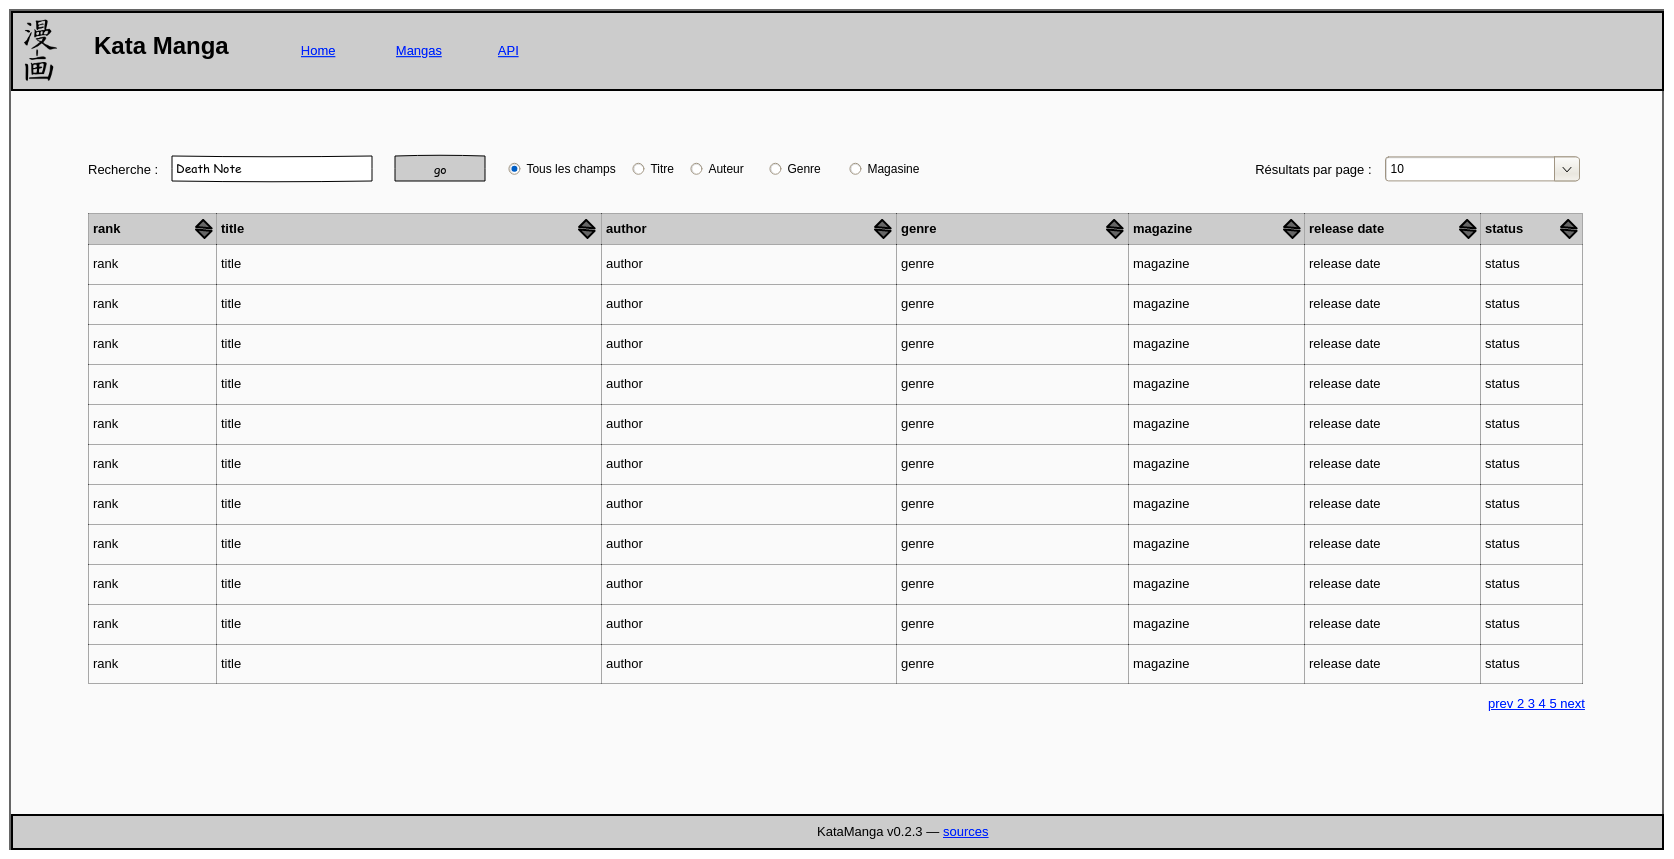 漫画
Kata Manga Home Mangas API
Recherche : Death Note go Tous les champs Titre Auteur Genre Magasine Résultats par page : 10
rank title author genre magazine release date status
rank title author genre magazine release date status
rank title author genre magazine release date status
rank title author genre magazine release date status
rank title author genre magazine release date status
rank title author genre magazine release date status
rank title author genre magazine release date status
rank title author genre magazine release date status
rank title author genre magazine release date status
rank title author genre magazine release date status
rank title author genre magazine release date status
rank title author genre magazine release date status
prev 2 3 4 5 next
KataManga v0.2.3 — sources